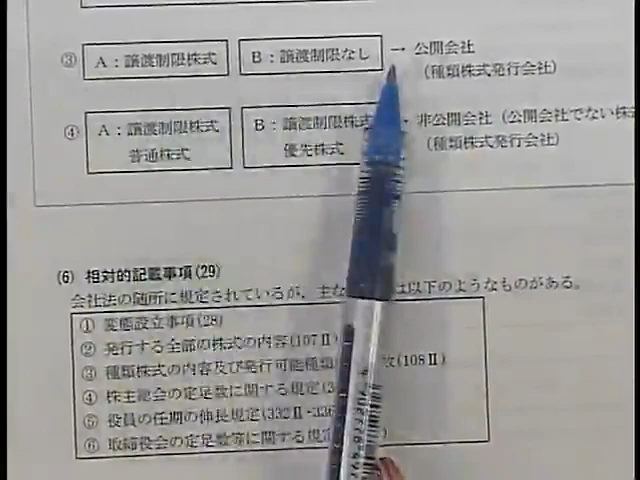 ③ A：譲渡制限株式 B：譲渡制限なし → 公開会社
（種類株式発行会社）
④ A：譲渡制限株式 B：譲渡制限株式 非公開会社（公開会社でない株
普通株式 優先株式 （種類株式発行会社）
(6) 相対的記載事項(29)
会社法の随所に規定されているが、主な は以下のようなものがある。
① 変態設立事項(28)
② 発行する全部の株式の内容(107Ⅱ)
③ 種類株式の内容及び発行可能種類 数(108Ⅱ)
④ 株主総会の定足数に関する規定(3
⑤ 役員の任期の伸長規定(332Ⅱ・336
⑥ 取締役会の定足数等に関する規定